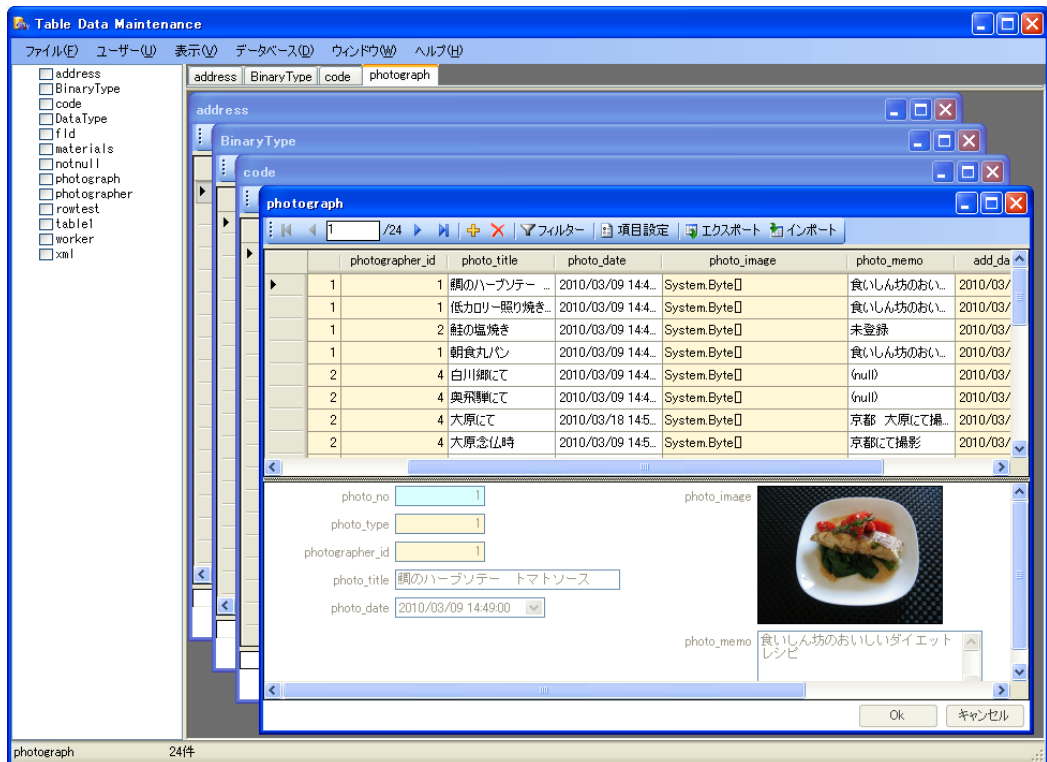 Table Data Maintenance
ファイル(F) ユーザー(U) 表示(V) データベース(D) ウィンドウ(W) ヘルプ(H)
address
BinaryType
code
DataType
fld
materials
notnull
photograph
photographer
rowtest
table1
worker
xml
address BinaryType code photograph
address
BinaryType
code
photograph
1 /24 フィルター 項目設定 エクスポート インポート
photographer_id photo_title photo_date photo_image photo_memo add_da
1 1 鯛のハーブソテー ... 2010/03/09 14:4... System.Byte[] 食いしん坊のおい... 2010/03/
1 1 低カロリー照り焼き... 2010/03/09 14:4... System.Byte[] 食いしん坊のおい... 2010/03/
1 2 鮭の塩焼き 2010/03/09 14:4... System.Byte[] 未登録 2010/03/
1 1 朝食丸パン 2010/03/09 14:4... System.Byte[] 食いしん坊のおい... 2010/03/
2 4 白川郷にて 2010/03/09 14:4... System.Byte[] (null) 2010/03/
2 4 奥飛騨にて 2010/03/09 14:4... System.Byte[] (null) 2010/03/
2 4 大原にて 2010/03/18 14:5... System.Byte[] 京都 大原にて撮... 2010/03/
2 4 大原念仏時 2010/03/09 14:5... System.Byte[] 京都にて撮影 2010/03/
photo_no 1
photo_type 1
photographer_id 1
photo_title 鯛のハーブソテー トマトソース
photo_date 2010/03/09 14:49:00
photo_image
photo_memo 食いしん坊のおいしいダイエット
レシピ
Ok キャンセル
photograph 24件